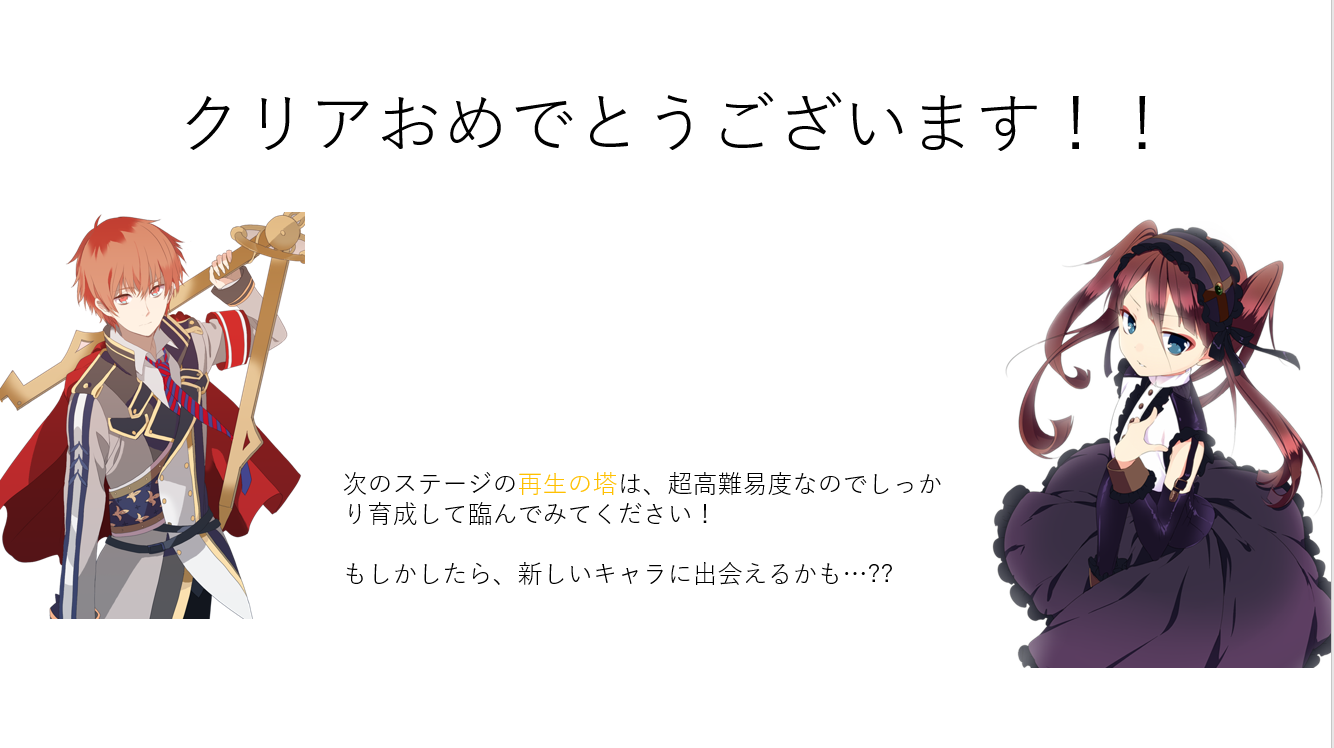 クリアおめでとうございます！！
次のステージの再生の塔は、超高難易度なのでしっか
り育成して臨んでみてください！
もしかしたら、新しいキャラに出会えるかも…??